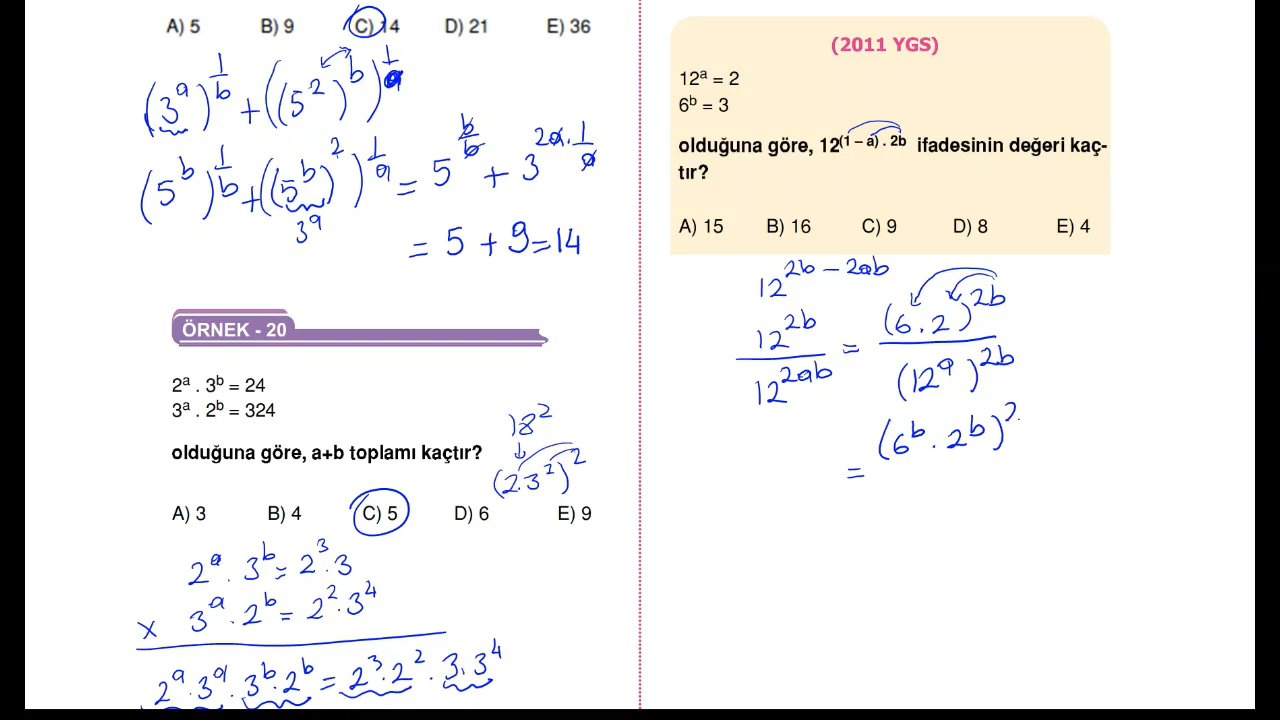 A) 5 B) 9 C) 14 D) 21 E) 36
(3^a)^(1/b) + ((5^2)^b)^(1/a)
(5^b)^(1/b) + ((5^b)^2)^(1/a) = 5^(b/b) + 3^(2a·1/a)
3^a
= 5 + 9 = 14
ÖRNEK - 20
2^a . 3^b = 24
3^a . 2^b = 324
olduğuna göre, a+b toplamı kaçtır?
18^2
(2.3^2)^2
A) 3 B) 4 C) 5 D) 6 E) 9
2^a . 3^b = 2^3 . 3
x 3^a . 2^b = 2^2 . 3^4
2^a . 3^a . 3^b . 2^b = 2^3 . 2^2 . 3 . 3^4
(2011 YGS)
12^a = 2
6^b = 3
olduğuna göre, 12^((1 – a) . 2b) ifadesinin değeri kaç-
tır?
A) 15 B) 16 C) 9 D) 8 E) 4
12^(2b – 2ab)
12^(2b) / 12^(2ab) = (6 . 2)^(2b) / (12^a)^(2b)
= (6^b . 2^b)^2